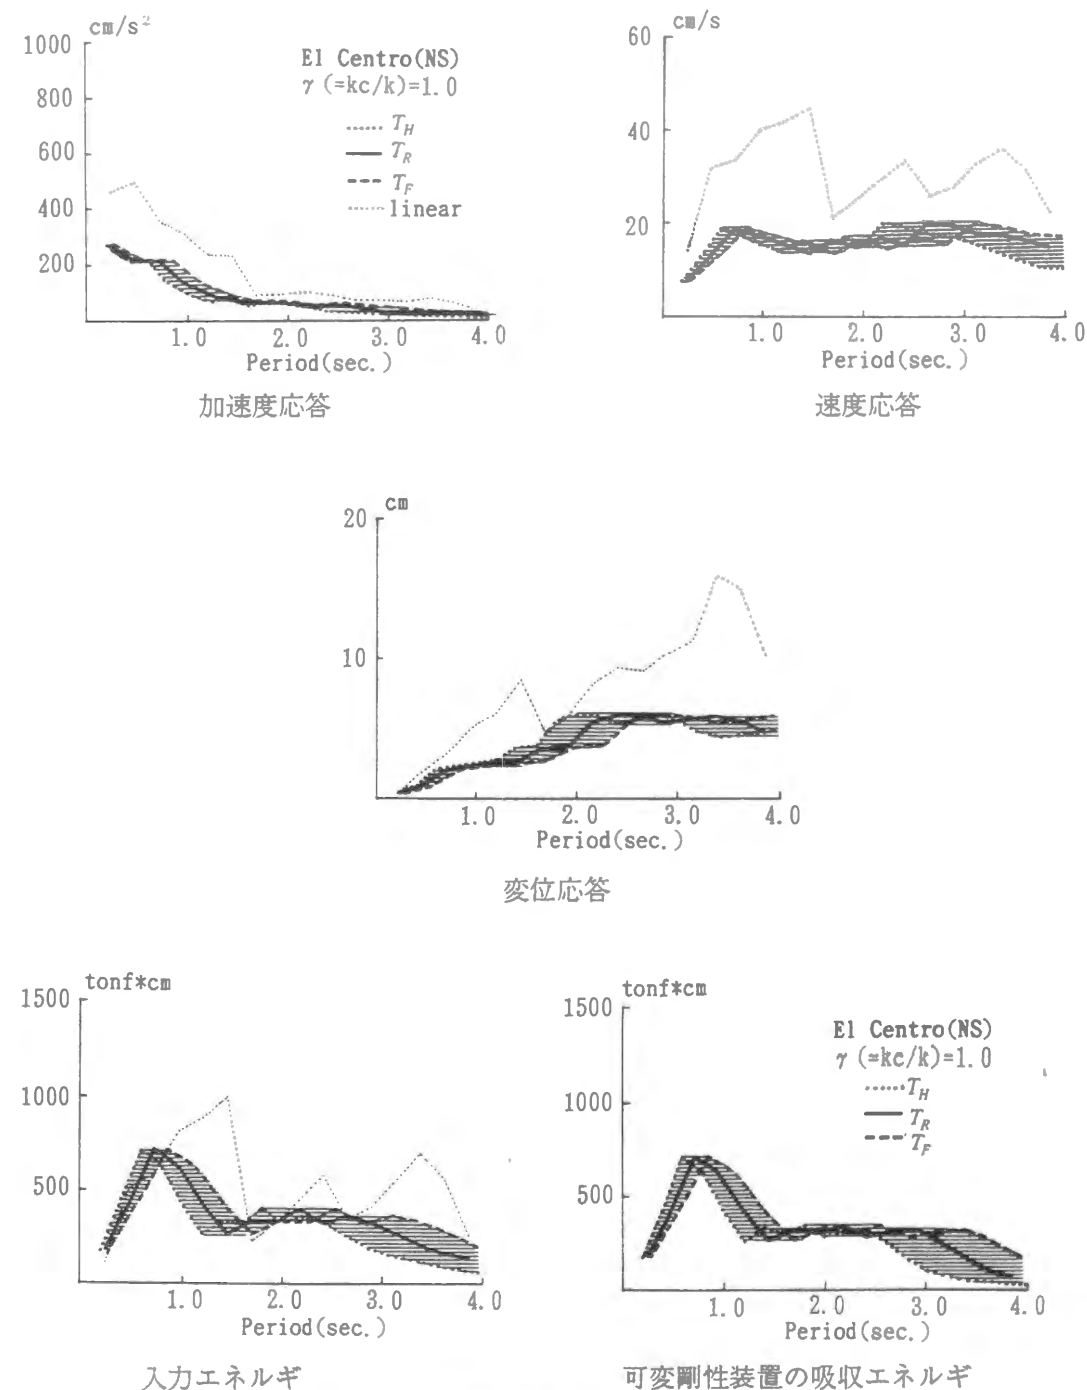 cm/s²
1000
800
600
400
200
El Centro(NS)
γ (=kc/k)=1.0
T_H
T_R
T_F
linear
1.0 2.0 3.0 4.0
Period(sec.)
加速度応答
cm/s
60
40
20
1.0 2.0 3.0 4.0
Period(sec.)
速度応答
cm
20
10
1.0 2.0 3.0 4.0
Period(sec.)
変位応答
tonf*cm
1500
1000
500
1.0 2.0 3.0 4.0
Period(sec.)
入力エネルギ
tonf*cm
1500
1000
500
El Centro(NS)
γ (=kc/k)=1.0
T_H
T_R
T_F
1.0 2.0 3.0 4.0
Period(sec.)
可変剛性装置の吸収エネルギ